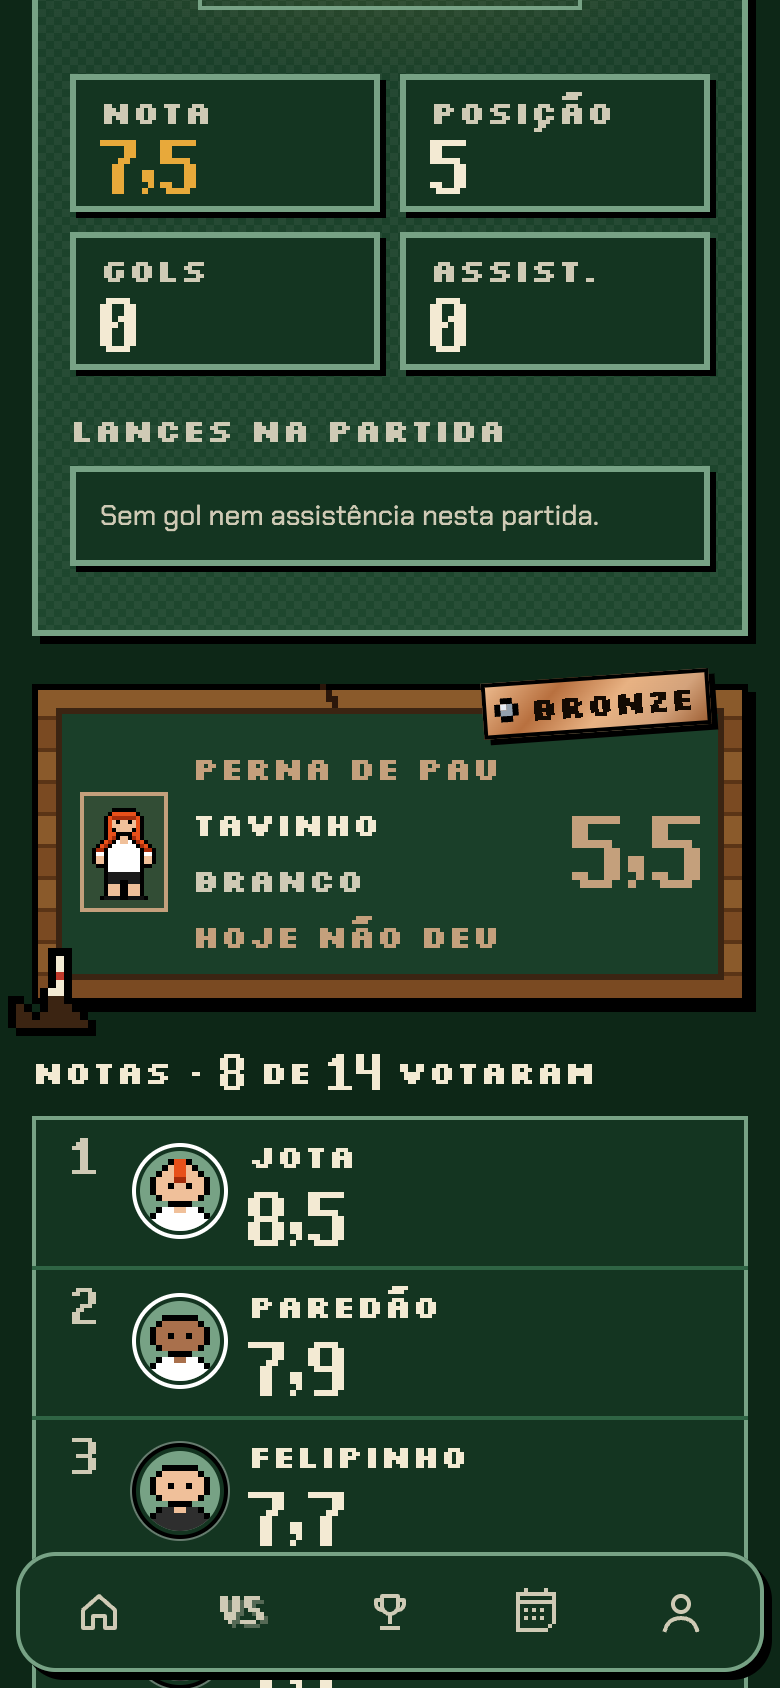 NOTA
7,5
POSIÇÃO
5
GOLS
0
ASSIST.
0
LANCES NA PARTIDA
Sem gol nem assistência nesta partida.
BRONZE
PERNA DE PAU
TAVINHO
BRANCO
HOJE NÃO DEU
5,5
NOTAS - 8 DE 14 VOTARAM
1
JOTA
8,5
2
PAREDÃO
7,9
3
FELIPINHO
7,7
VS